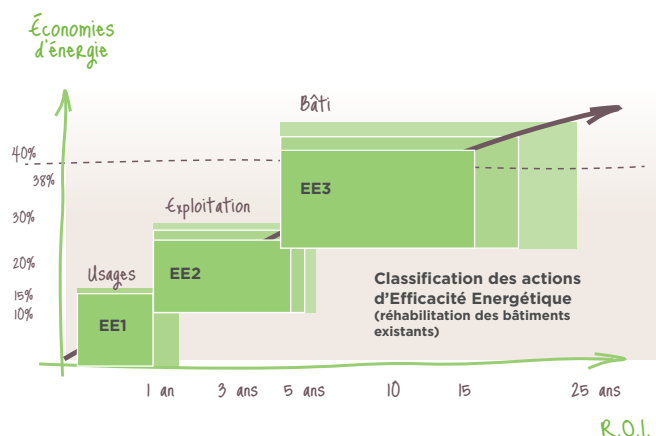 Économies
d'énergie
Bâti
40%
38%
EE3
Exploitation
30%
20%
Usages
EE2
Classification des actions
d'Efficacité Energétique
(réhabilitation des bâtiments
existants)
15%
10%
EE1
1 an
3 ans
5 ans
10
15
25 ans
R.O.I.